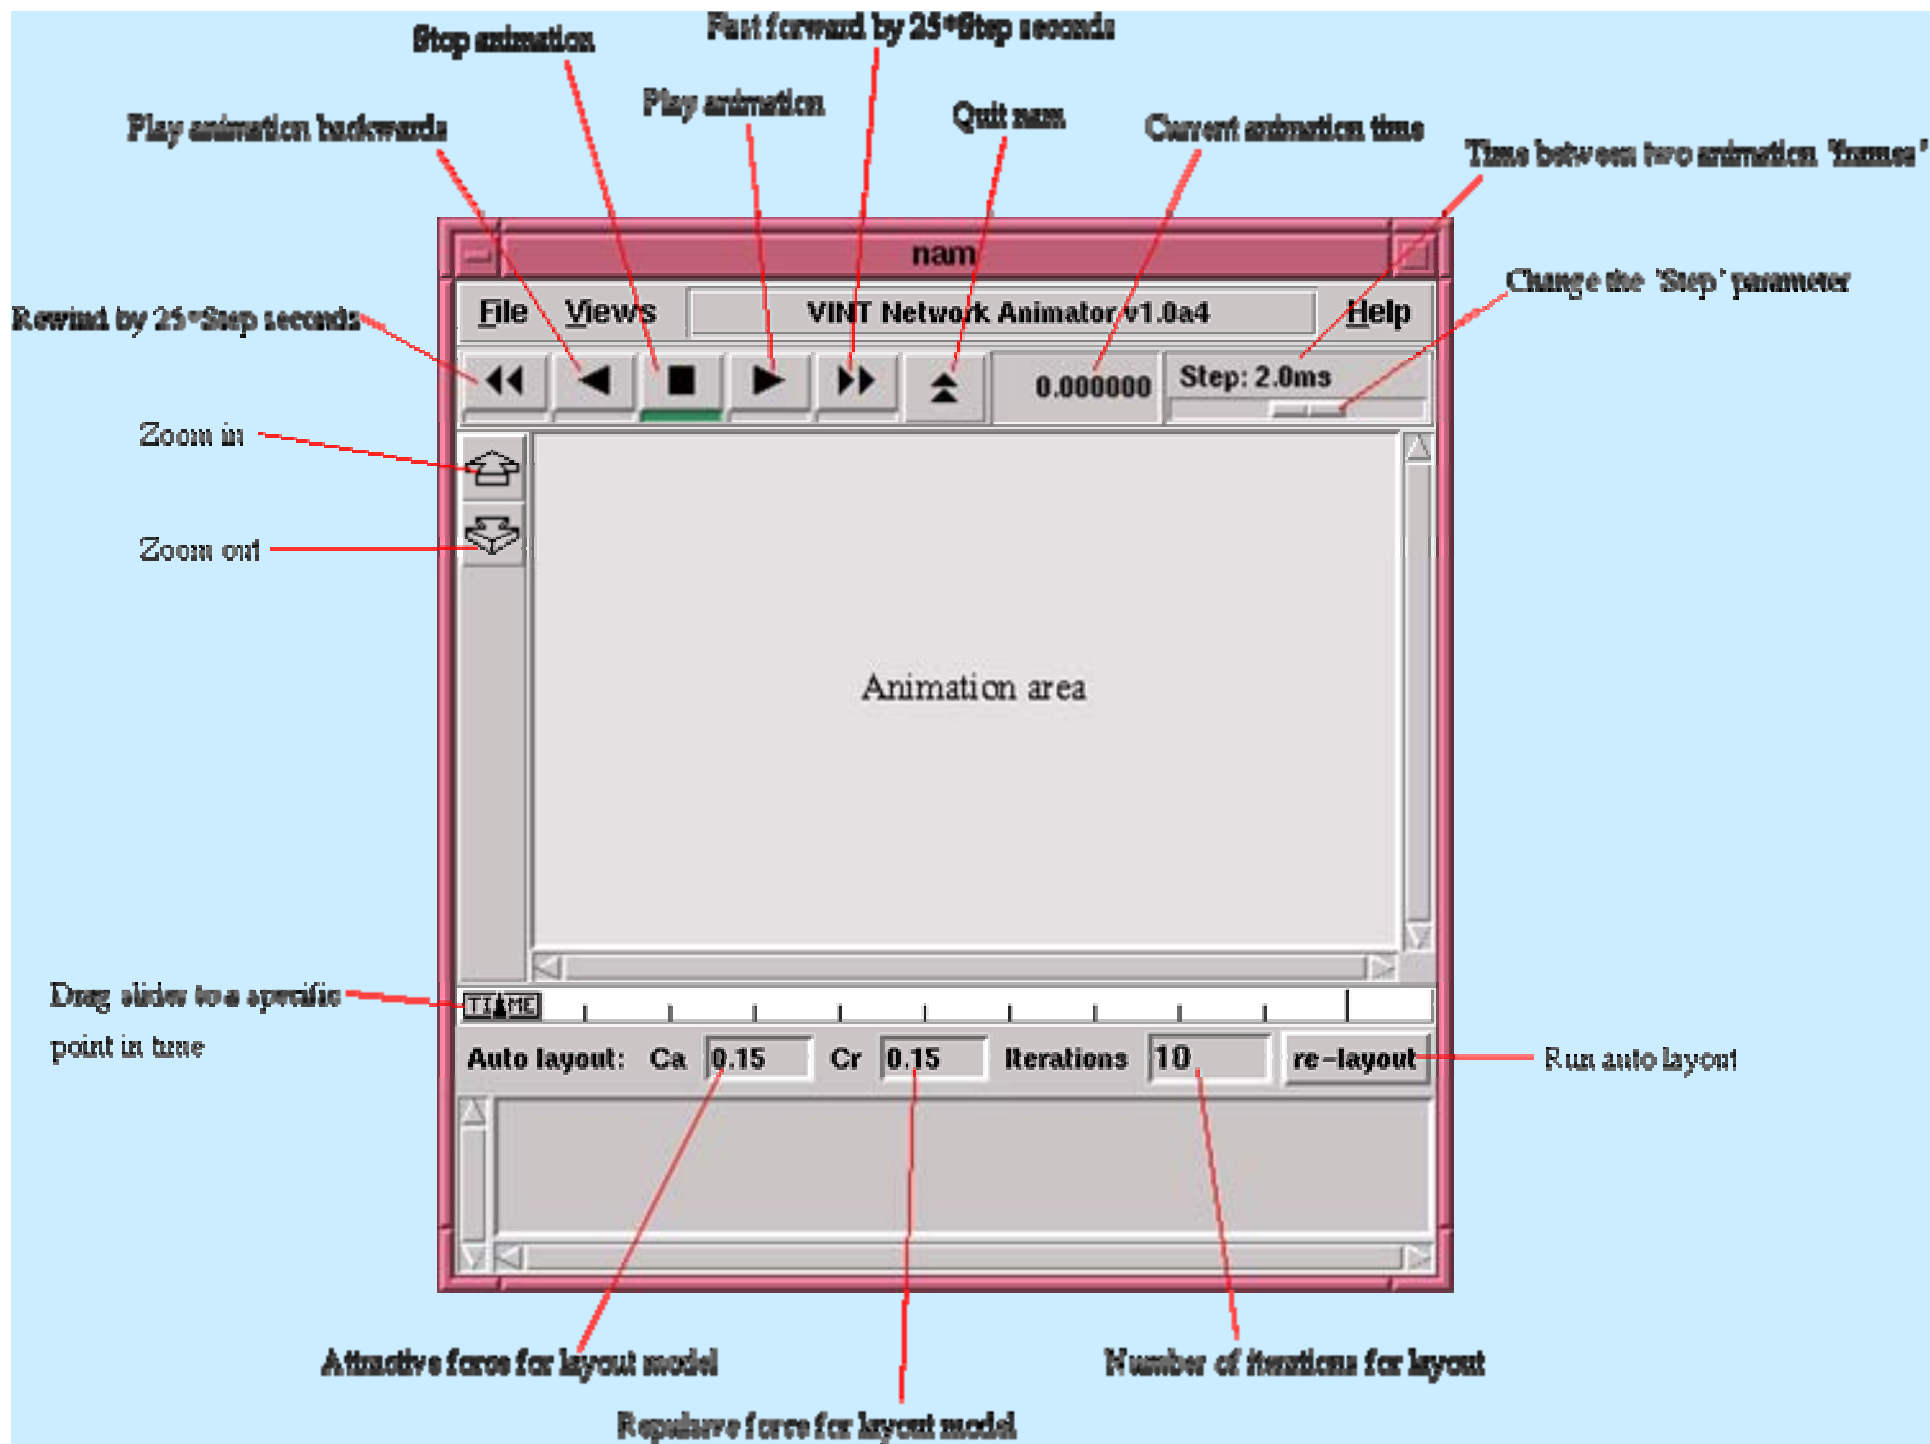 Fast forward by 25*Step seconds
Stop animation
Play animation
Quit nam
Play animation backwards
Current animation time
Time between two animation 'frames'
nam
Change the 'Step' parameter
File Views VINT Network Animator v1.0a4 Help
Rewind by 25*Step seconds
0.000000
Step: 2.0ms
Zoom in
Zoom out
Animation area
Drag slider to a specific
point in time
TIME
Auto layout: Ca 0.15 Cr 0.15 Iterations 10 re-layout
Run auto layout
Attractive force for layout model
Number of iterations for layout
Repulsive force for layout model